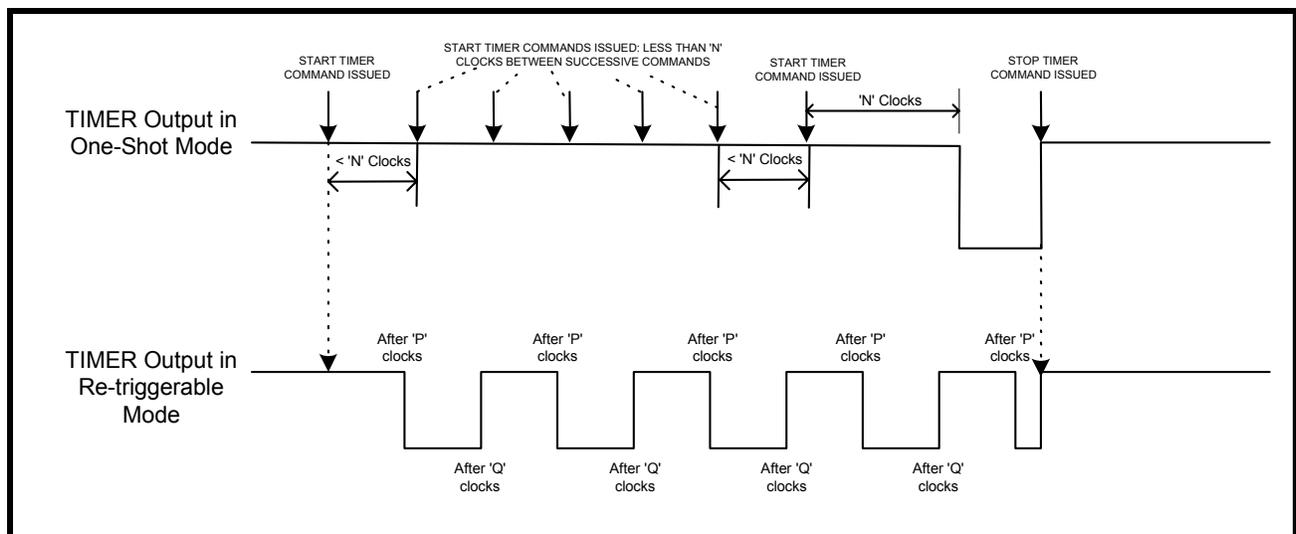 START TIMER
COMMAND ISSUED
START TIMER COMMANDS ISSUED: LESS THAN 'N'
CLOCKS BETWEEN SUCCESSIVE COMMANDS
START TIMER
COMMAND ISSUED
STOP TIMER
COMMAND ISSUED
'N' Clocks
TIMER Output in
One-Shot Mode
< 'N' Clocks
< 'N' Clocks
After 'P'
clocks
After 'P'
clocks
After 'P'
clocks
After 'P'
clocks
After 'P'
clocks
TIMER Output in
Re-triggerable
Mode
After 'Q'
clocks
After 'Q'
clocks
After 'Q'
clocks
After 'Q'
clocks